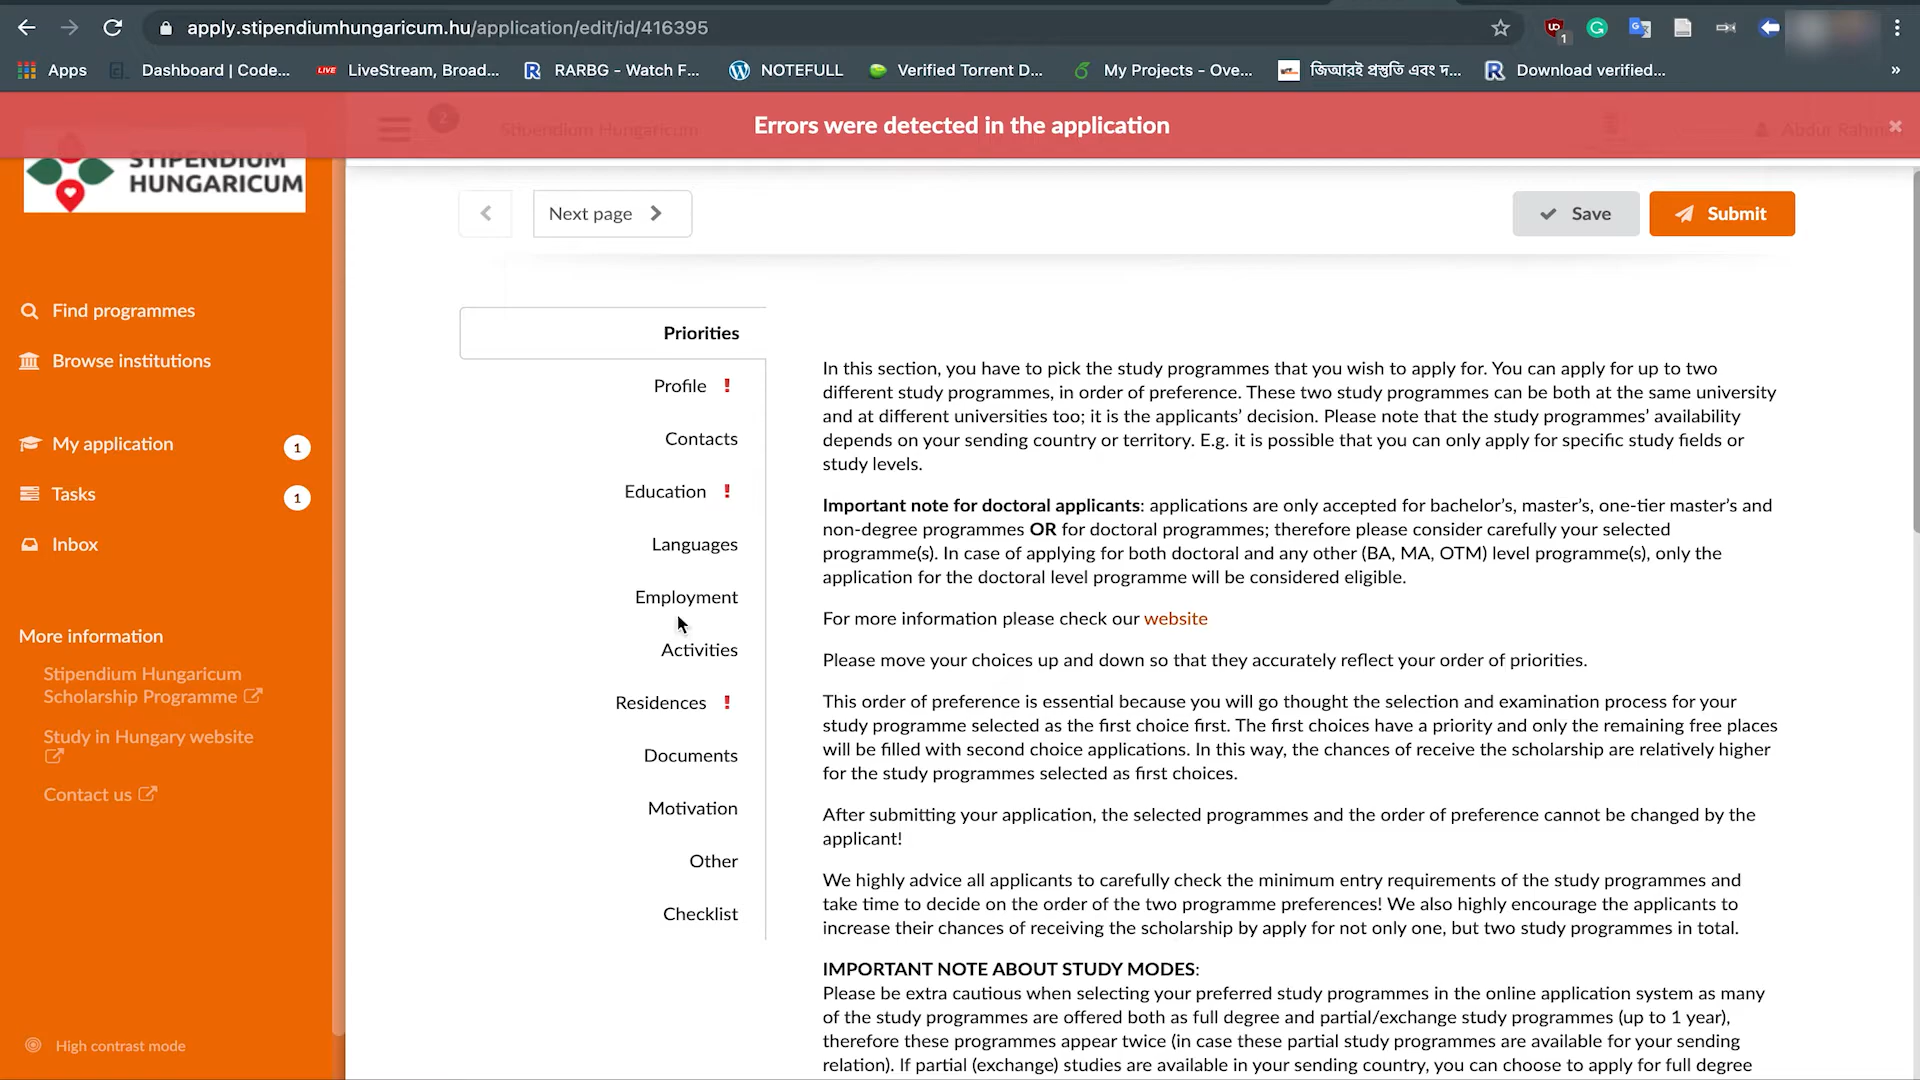 apply.stipendiumhungaricum.hu/application/edit/id/416395
1
Apps
Dashboard | Code...
LIVE
LiveStream, Broad...
R
RARBG - Watch F...
NOTEFULL
Verified Torrent D...
My Projects - Ove...
জিআরই প্রস্তুতি এবং দ...
R
Download verified...
»
2
Stipendium Hungaricum
Errors were detected in the application
STIPENDIUM
HUNGARICUM
Next page
Save
Submit
Find programmes
Browse institutions
My application
1
Tasks
1
Inbox
More information
Stipendium Hungaricum
Scholarship Programme
Study in Hungary website
Contact us
High contrast mode
Priorities
Profile !
Contacts
Education !
Languages
Employment
Activities
Residences !
Documents
Motivation
Other
Checklist
In this section, you have to pick the study programmes that you wish to apply for. You can apply for up to two
different study programmes, in order of preference. These two study programmes can be both at the same university
and at different universities too; it is the applicants' decision. Please note that the study programmes' availability
depends on your sending country or territory. E.g. it is possible that you can only apply for specific study fields or
study levels.
Important note for doctoral applicants: applications are only accepted for bachelor's, master's, one-tier master's and
non-degree programmes OR for doctoral programmes; therefore please consider carefully your selected
programme(s). In case of applying for both doctoral and any other (BA, MA, OTM) level programme(s), only the
application for the doctoral level programme will be considered eligible.
For more information please check our website
Please move your choices up and down so that they accurately reflect your order of priorities.
This order of preference is essential because you will go thought the selection and examination process for your
study programme selected as the first choice first. The first choices have a priority and only the remaining free places
will be filled with second choice applications. In this way, the chances of receive the scholarship are relatively higher
for the study programmes selected as first choices.
After submitting your application, the selected programmes and the order of preference cannot be changed by the
applicant!
We highly advice all applicants to carefully check the minimum entry requirements of the study programmes and
take time to decide on the order of the two programme preferences! We also highly encourage the applicants to
increase their chances of receiving the scholarship by apply for not only one, but two study programmes in total.
IMPORTANT NOTE ABOUT STUDY MODES:
Please be extra cautious when selecting your preferred study programmes in the online application system as many
of the study programmes are offered both as full degree and partial/exchange study programmes (up to 1 year),
therefore these programmes appear twice (in case these partial study programmes are available for your sending
relation). If partial (exchange) studies are available in your sending country, you can choose to apply for full degree